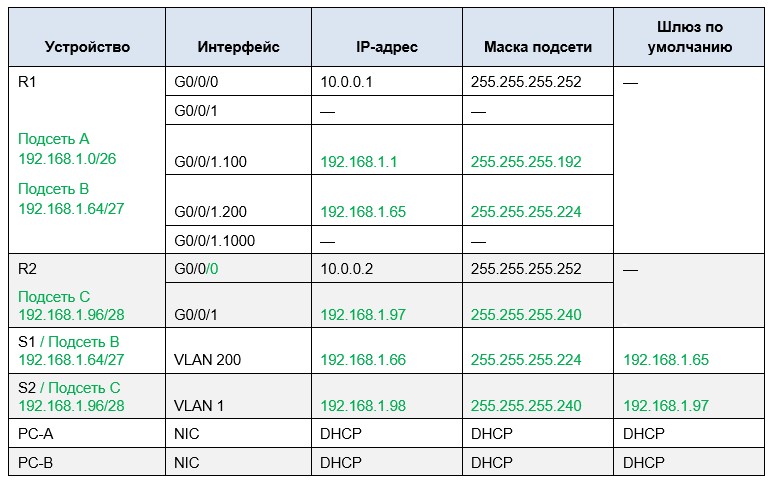 Устройство Интерфейс IP-адрес Маска подсети Шлюз по умолчанию
R1 G0/0/0 10.0.0.1 255.255.255.252 —
G0/0/1 — —
Подсеть A
192.168.1.0/26 G0/0/1.100 192.168.1.1 255.255.255.192
Подсеть B
192.168.1.64/27 G0/0/1.200 192.168.1.65 255.255.255.224
G0/0/1.1000 — —
R2 G0/0/0 10.0.0.2 255.255.255.252 —
Подсеть C
192.168.1.96/28 G0/0/1 192.168.1.97 255.255.255.240
S1 / Подсеть B
192.168.1.64/27 VLAN 200 192.168.1.66 255.255.255.224 192.168.1.65
S2 / Подсеть C
192.168.1.96/28 VLAN 1 192.168.1.98 255.255.255.240 192.168.1.97
PC-A NIC DHCP DHCP DHCP
PC-B NIC DHCP DHCP DHCP